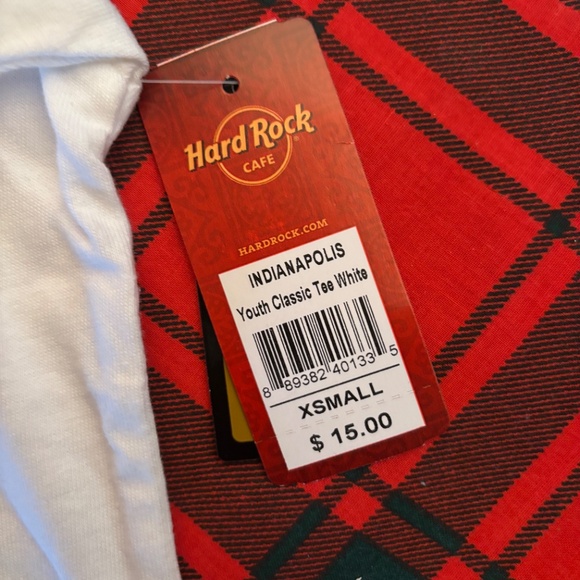 Hard Rock
CAFE
HARDROCK.COM
INDIANAPOLIS
Youth Classic Tee White
8 89382 40133 5
XSMALL
$ 15.00